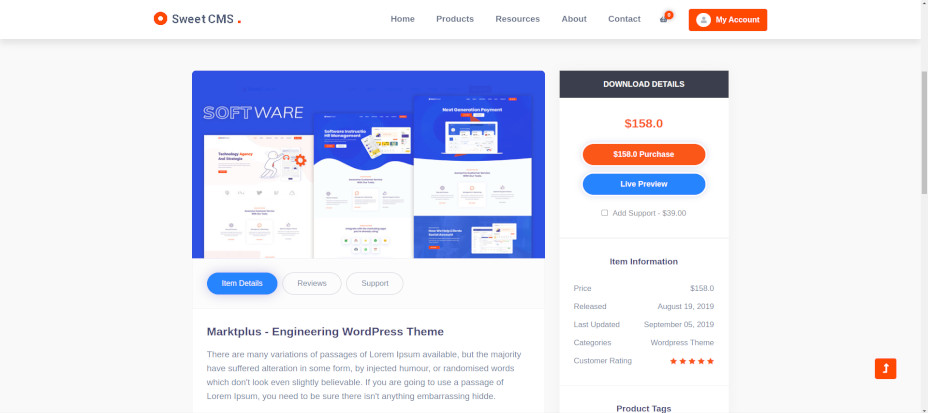 Sweet CMS .
Home
Products
Resources
About
Contact
0
My Account
SOFTWARE
Technology Agency
And Strategic
Software Instructic
HR Management
Next Generation Payment
DOWNLOAD DETAILS
$158.0
$158.0 Purchase
Live Preview
Add Support - $39.00
Item Details
Reviews
Support
Marktplus - Engineering WordPress Theme
There are many variations of passages of Lorem Ipsum available, but the majority
have suffered alteration in some form, by injected humour, or randomised words
which don't look even slightly believable. If you are going to use a passage of
Lorem Ipsum, you need to be sure there isn't anything embarrassing hidde.
Item Information
Price $158.0
Released August 19, 2019
Last Updated September 05, 2019
Categories Wordpress Theme
Customer Rating
Product Tags